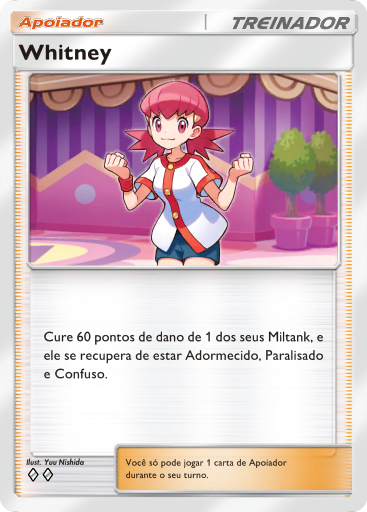 Apoiador
TREINADOR
Whitney
Cure 60 pontos de dano de 1 dos seus Miltank, e
ele se recupera de estar Adormecido, Paralisado
e Confuso.
Ilust. Yuu Nishida
Você só pode jogar 1 carta de Apoiador
durante o seu turno.